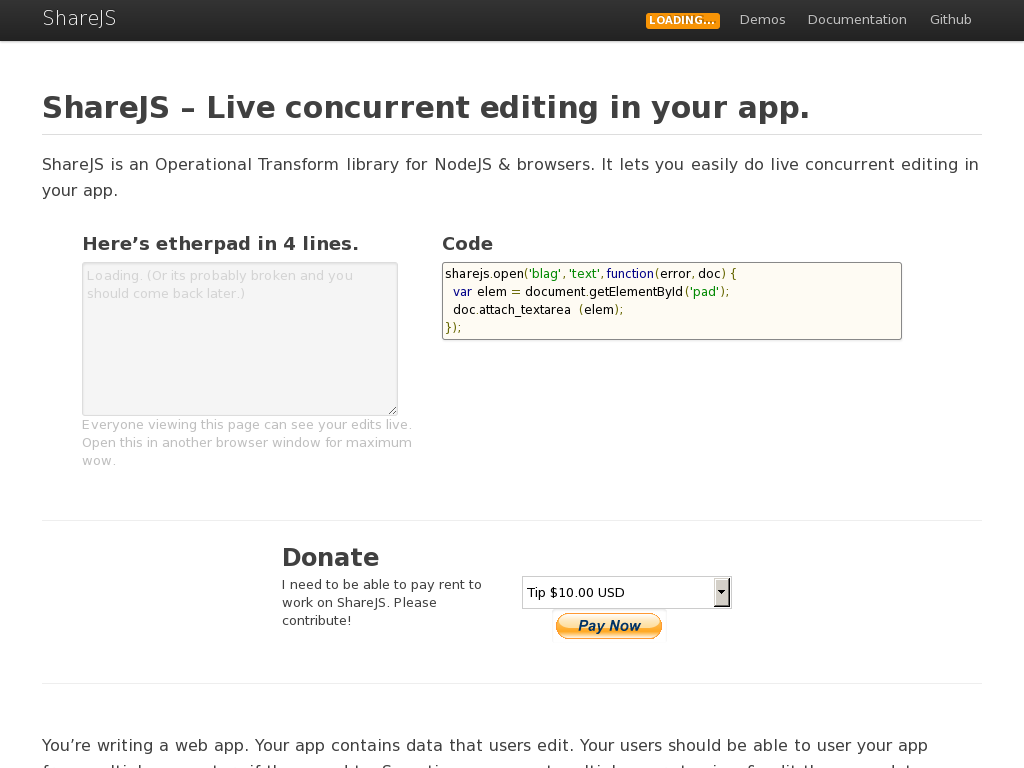 ShareJS
LOADING... Demos Documentation Github
ShareJS – Live concurrent editing in your app.
ShareJS is an Operational Transform library for NodeJS & browsers. It lets you easily do live concurrent editing in
your app.
Here’s etherpad in 4 lines.
Loading. (Or its probably broken and you
should come back later.)
Everyone viewing this page can see your edits live.
Open this in another browser window for maximum
wow.
Code
sharejs.open('blag', 'text', function(error, doc) {
  var elem = document.getElementById('pad');
  doc.attach_textarea (elem);
});
Donate
I need to be able to pay rent to
work on ShareJS. Please
contribute!
Tip $10.00 USD
Pay Now
You’re writing a web app. Your app contains data that users edit. Your users should be able to user your app